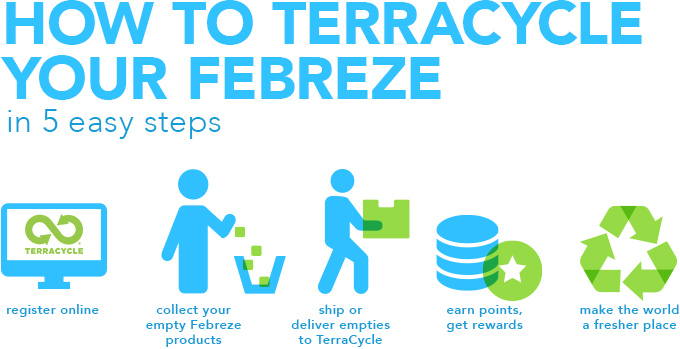 HOW TO TERRACYCLE
YOUR FEBREZE
in 5 easy steps
TERRACYCLE
register online
collect your
empty Febreze
products
ship or
deliver empties
to TerraCycle
earn points,
get rewards
make the world
a fresher place